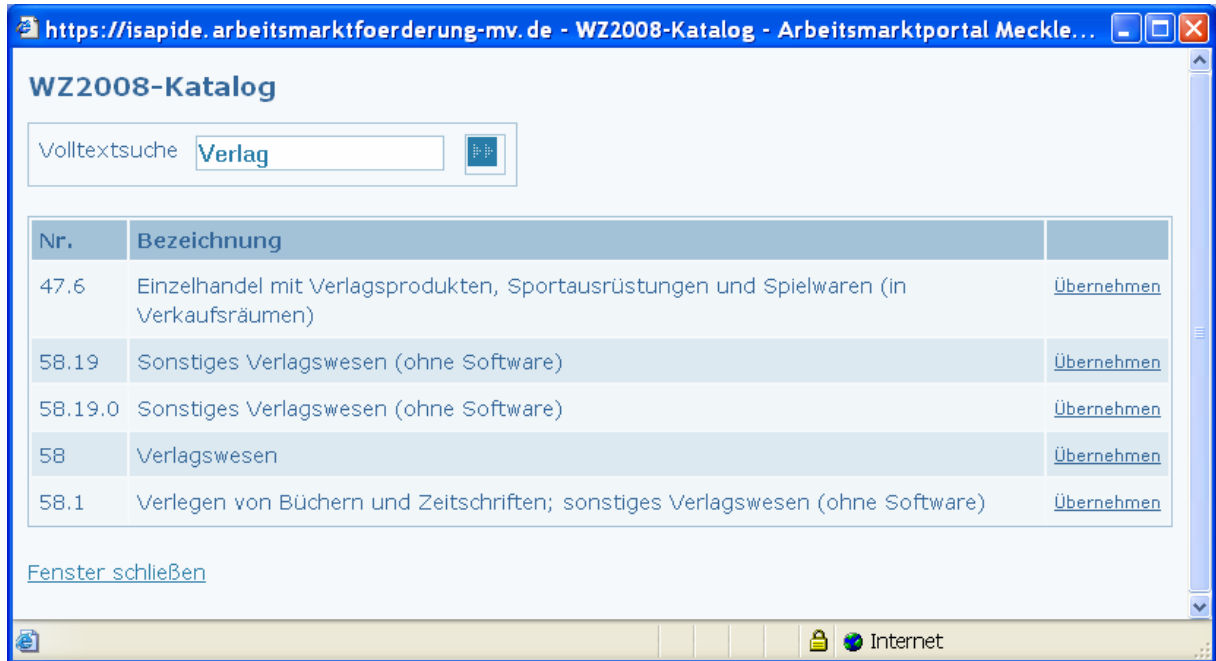 https://isapide.arbeitsmarktfoerderung-mv.de - WZ2008-Katalog - Arbeitsmarktportal Meckle...
WZ2008-Katalog
Volltextsuche Verlag
Nr. Bezeichnung
47.6 Einzelhandel mit Verlagsprodukten, Sportausrüstungen und Spielwaren (in Übernehmen
Verkaufsräumen)
58.19 Sonstiges Verlagswesen (ohne Software) Übernehmen
58.19.0 Sonstiges Verlagswesen (ohne Software) Übernehmen
58 Verlagswesen Übernehmen
58.1 Verlegen von Büchern und Zeitschriften; sonstiges Verlagswesen (ohne Software) Übernehmen
Fenster schließen
Internet